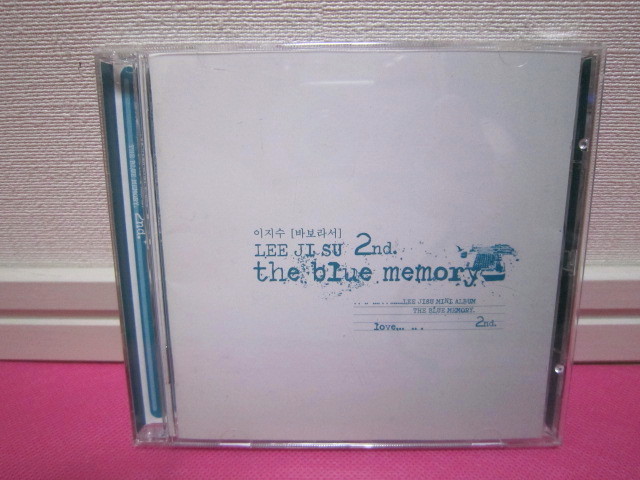 이지수 [바보라서]
LEE JI SU 2nd.
the blue memory
LEE JISU MINI ALBUM
THE BLUE MEMORY.
love... .. . 2nd.
2nd.